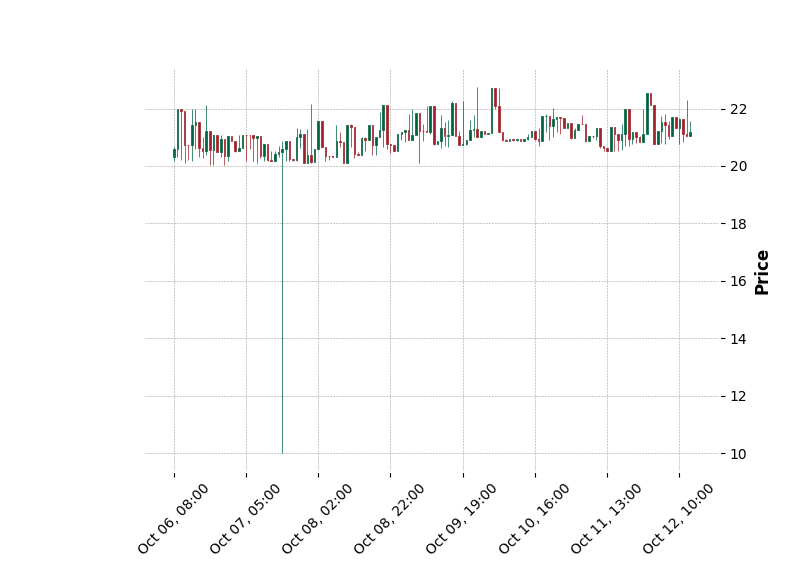 22
20
18
16
14
12
10
Price
Oct 06, 08:00
Oct 07, 05:00
Oct 08, 02:00
Oct 08, 22:00
Oct 09, 19:00
Oct 10, 16:00
Oct 11, 13:00
Oct 12, 10:00